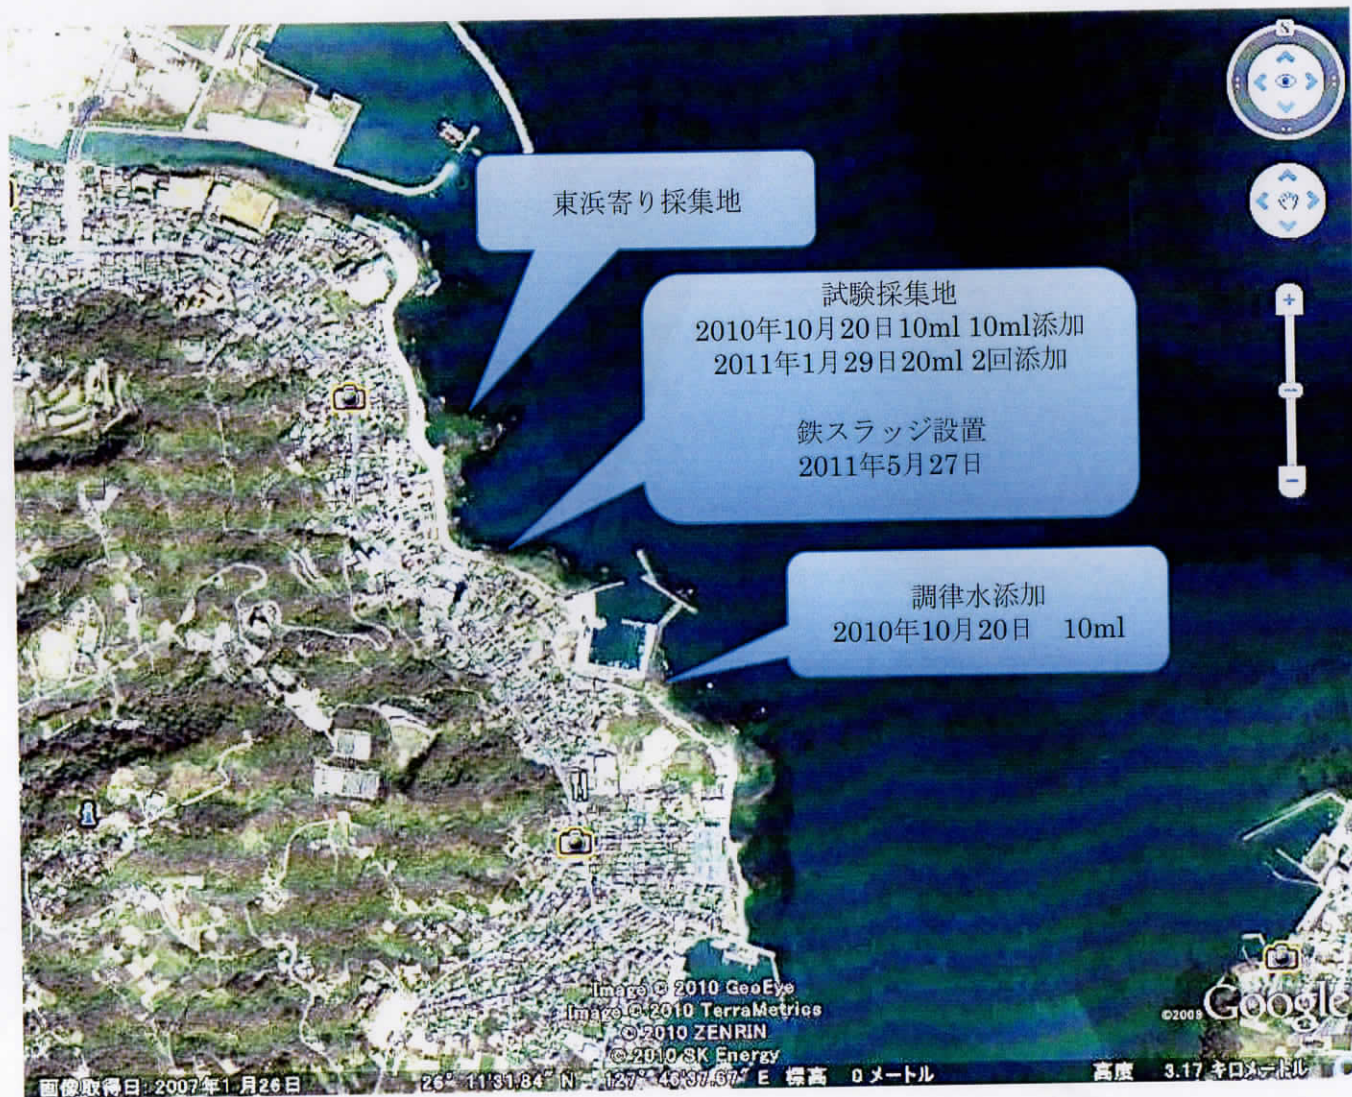 S
東浜寄り採集地
試験採集地
2010年10月20日10ml 10ml添加
2011年1月29日20ml 2回添加
鉄スラッジ設置
2011年5月27日
調律水添加
2010年10月20日　10ml
Image © 2010 GeoEye
Image © 2010 TerraMetrics
© 2010 ZENRIN
© 2010 SK Energy
©2009 Google
画像取得日: 2007年1月26日
26° 11'31.84" N 127° 46'37.67" E 標高 0 メートル
高度 3.17 キロメートル